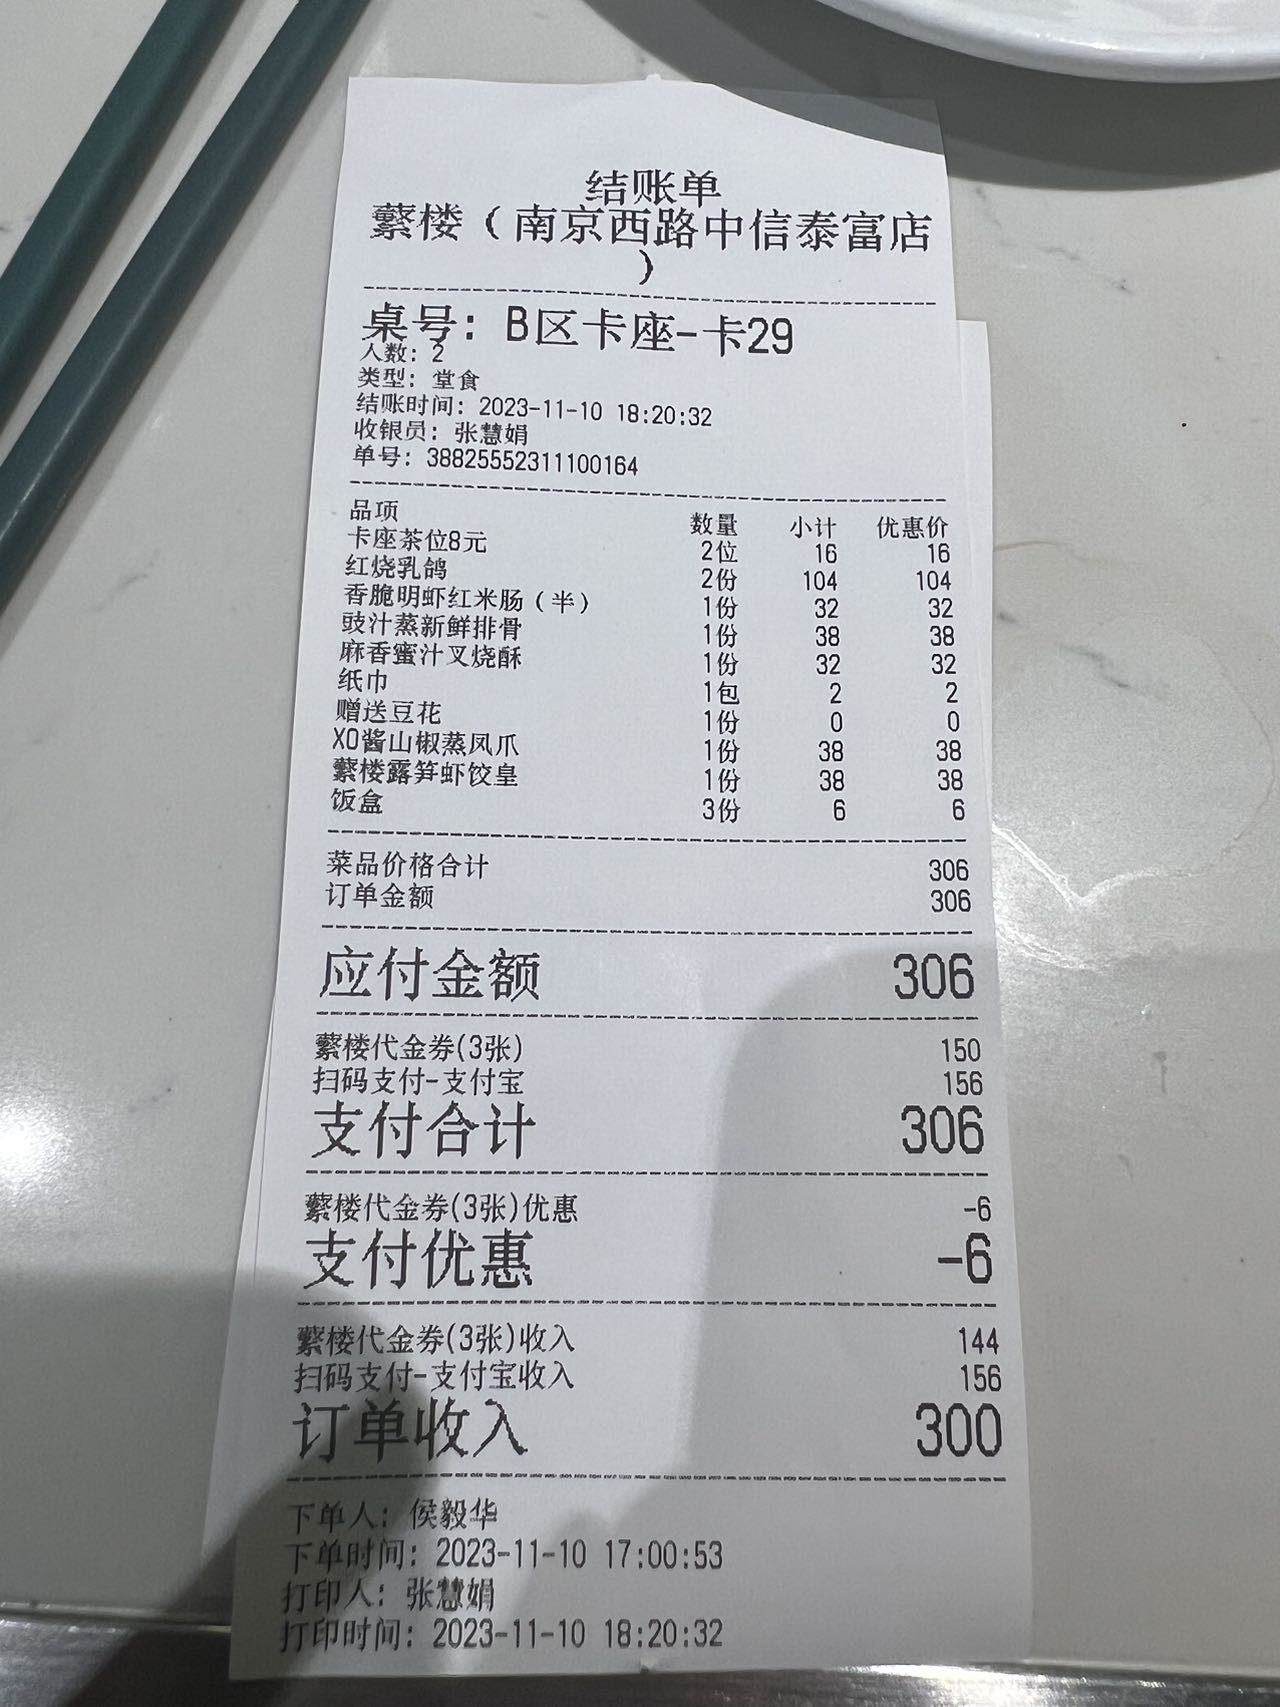 结账单
蘩楼（南京西路中信泰富店
）
桌号: B区卡座-卡29
人数: 2
类型: 堂食
结账时间: 2023-11-10 18:20:32
收银员: 张慧娟
单号: 38825552311100164
品项 数量 小计 优惠价
卡座茶位8元 2位 16 16
红烧乳鸽 2份 104 104
香脆明虾红米肠（半） 1份 32 32
豉汁蒸新鲜排骨 1份 38 38
麻香蜜汁叉烧酥 1份 32 32
纸巾 1包 2 2
赠送豆花 1份 0 0
XO酱山椒蒸凤爪 1份 38 38
蘩楼露笋虾饺皇 1份 38 38
饭盒 3份 6 6
菜品价格合计 306
订单金额 306
应付金额 306
蘩楼代金券(3张) 150
扫码支付-支付宝 156
支付合计 306
蘩楼代金券(3张)优惠 -6
支付优惠 -6
蘩楼代金券(3张)收入 144
扫码支付-支付宝收入 156
订单收入 300
下单人: 侯毅华
下单时间: 2023-11-10 17:00:53
打印人: 张慧娟
打印时间: 2023-11-10 18:20:32